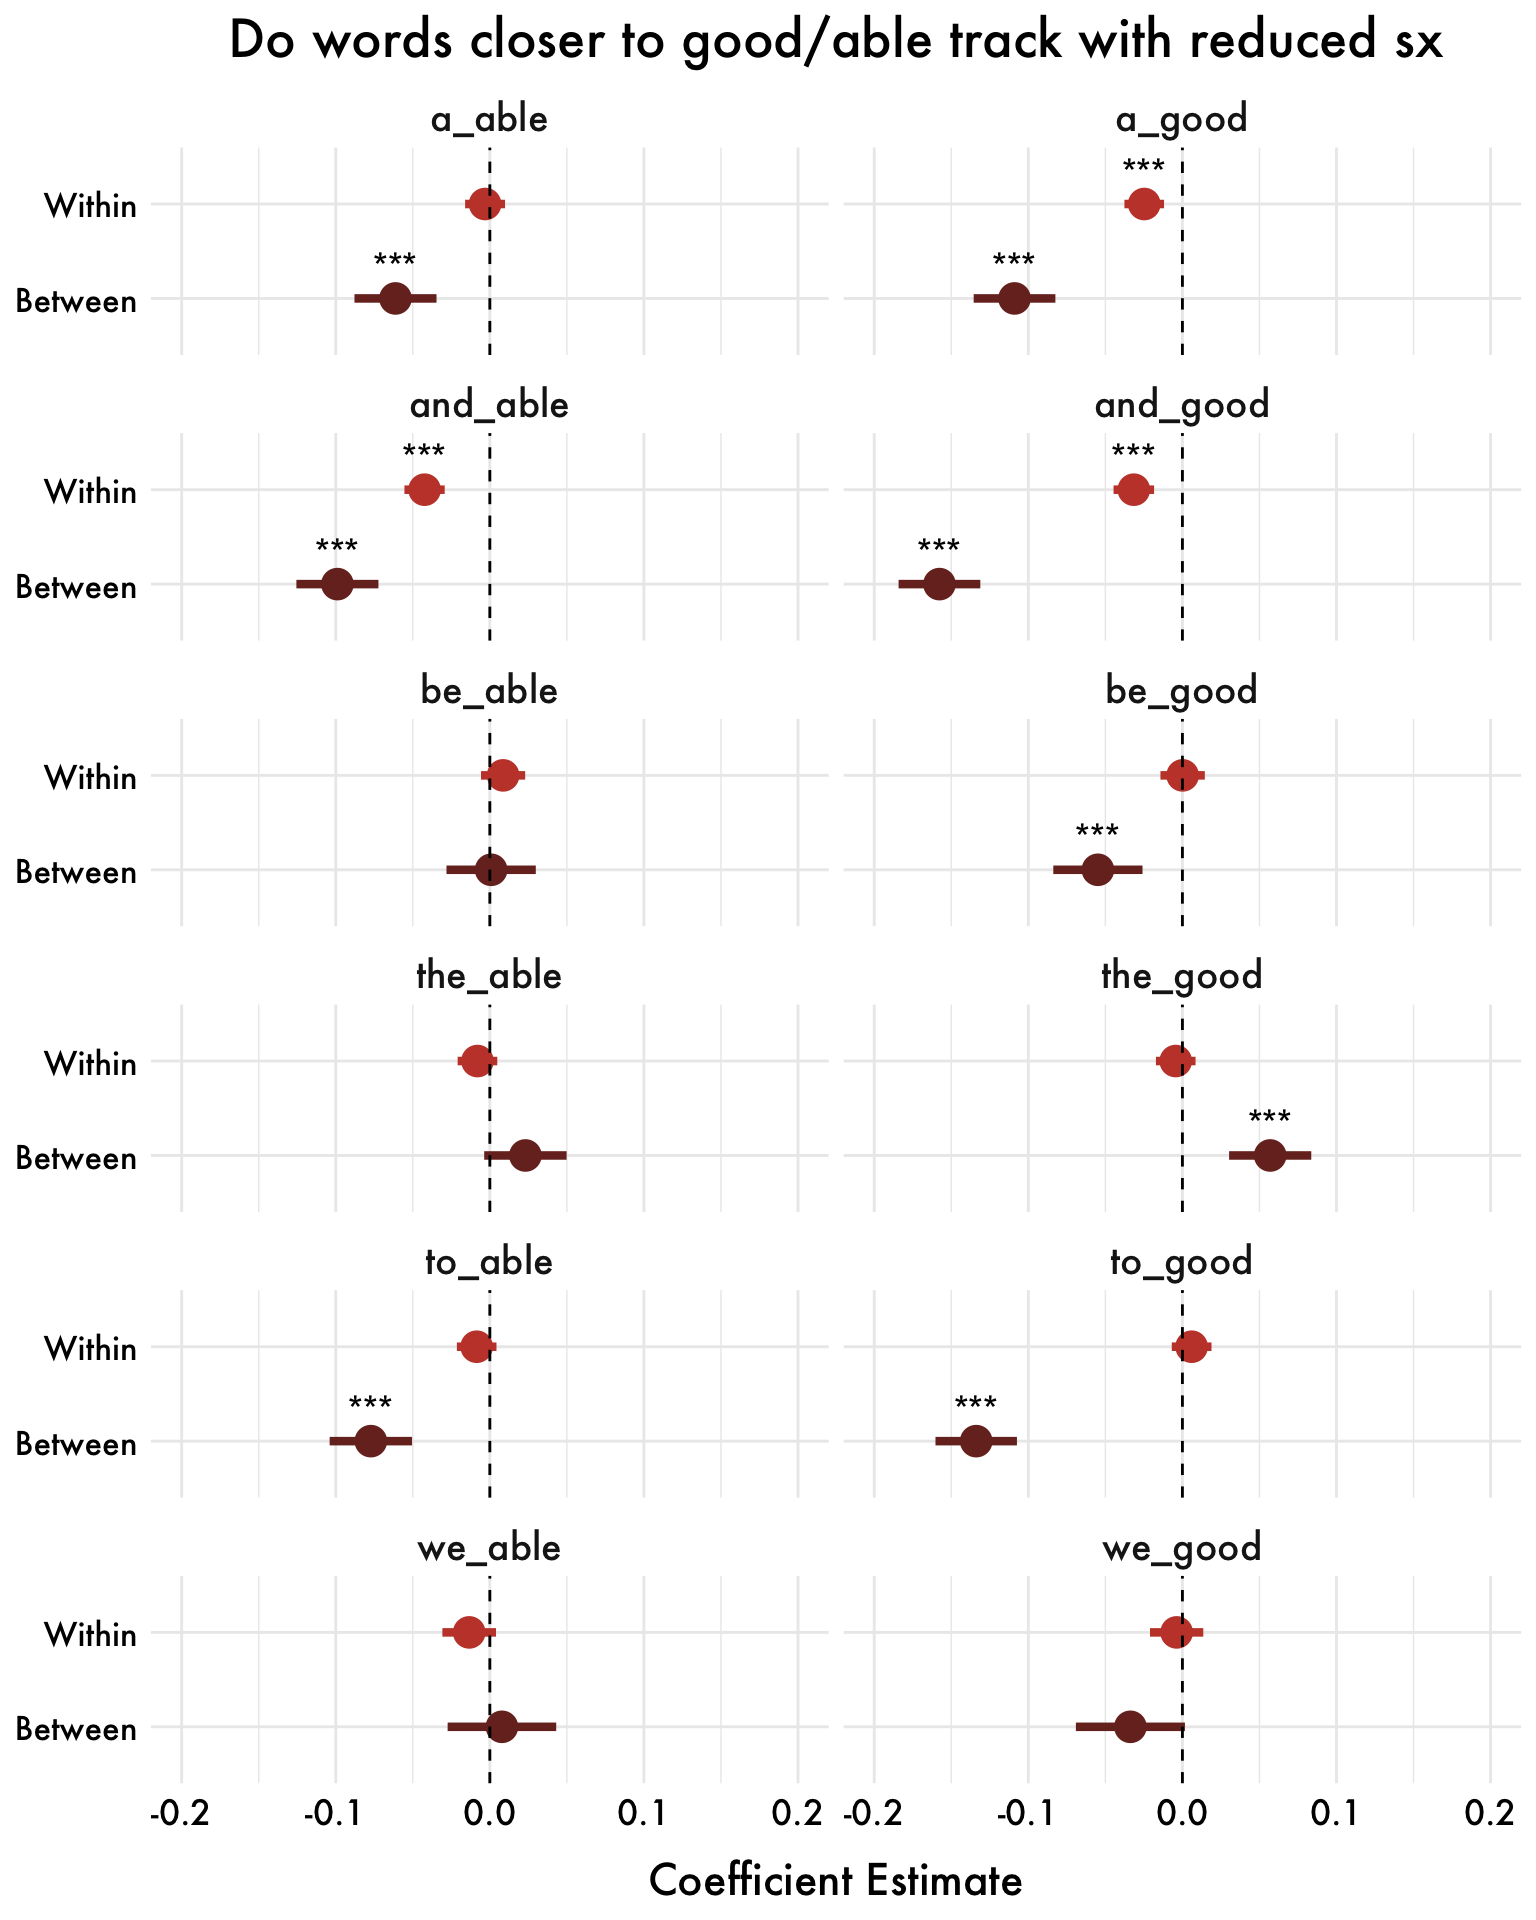 Do words closer to good/able track with reduced sx
a_able
a_good
***
Within
***
***
Between
and_able
and_good
***
***
Within
***
***
Between
be_able
be_good
Within
***
Between
the_able
the_good
Within
***
Between
to_able
to_good
Within
***
***
Between
we_able
we_good
Within
Between
-0.2 -0.1 0.0 0.1 0.2 -0.2 -0.1 0.0 0.1 0.2
Coefficient Estimate